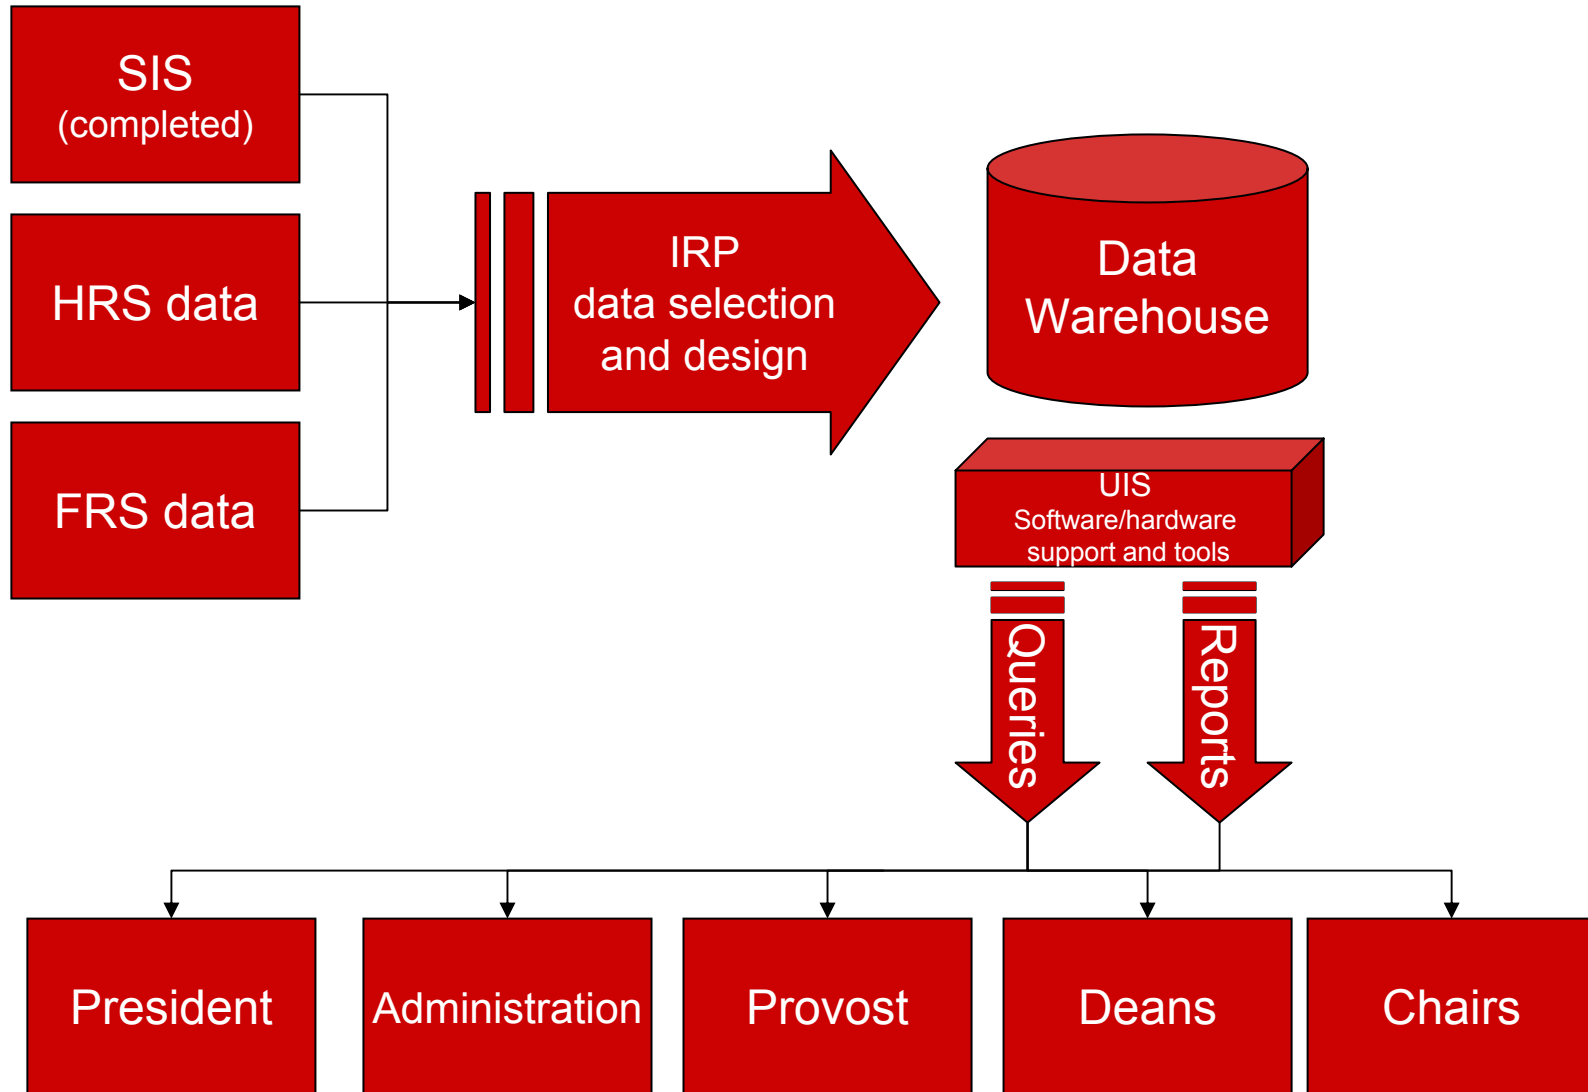 SIS
(completed)
HRS data
FRS data
IRP
data selection
and design
Data
Warehouse
UIS
Software/hardware
support and tools
Queries
Reports
President
Administration
Provost
Deans
Chairs